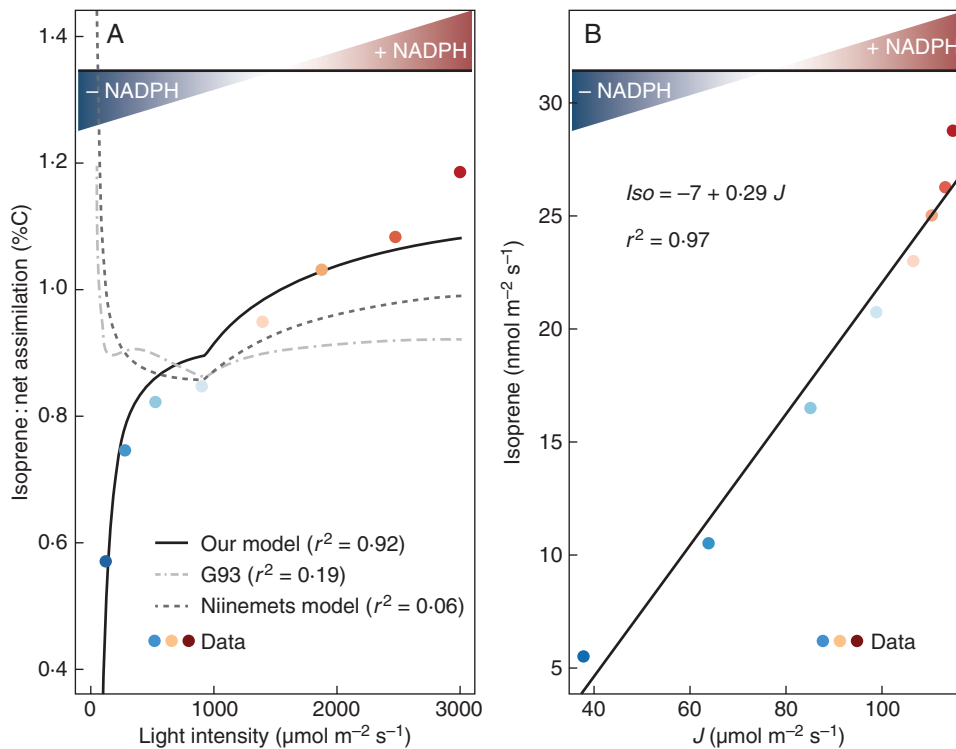 A
+ NADPH
– NADPH
1·4
1·2
1·0
0·8
0·6
0·4
Isoprene : net assimilation (%C)
Our model (r² = 0·92)
G93 (r² = 0·19)
Niinemets model (r² = 0·06)
Data
0
1000
2000
3000
Light intensity (µmol m⁻² s⁻¹)
B
+ NADPH
– NADPH
30
25
20
15
10
5
Isoprene (nmol m⁻² s⁻¹)
Iso = –7 + 0·29 J
r² = 0·97
Data
40
60
80
100
J (µmol m⁻² s⁻¹)